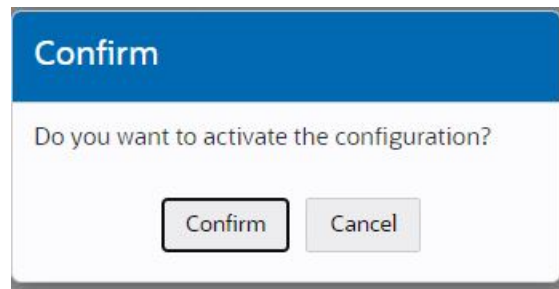 Confirm
Do you want to activate the configuration?
Confirm Cancel